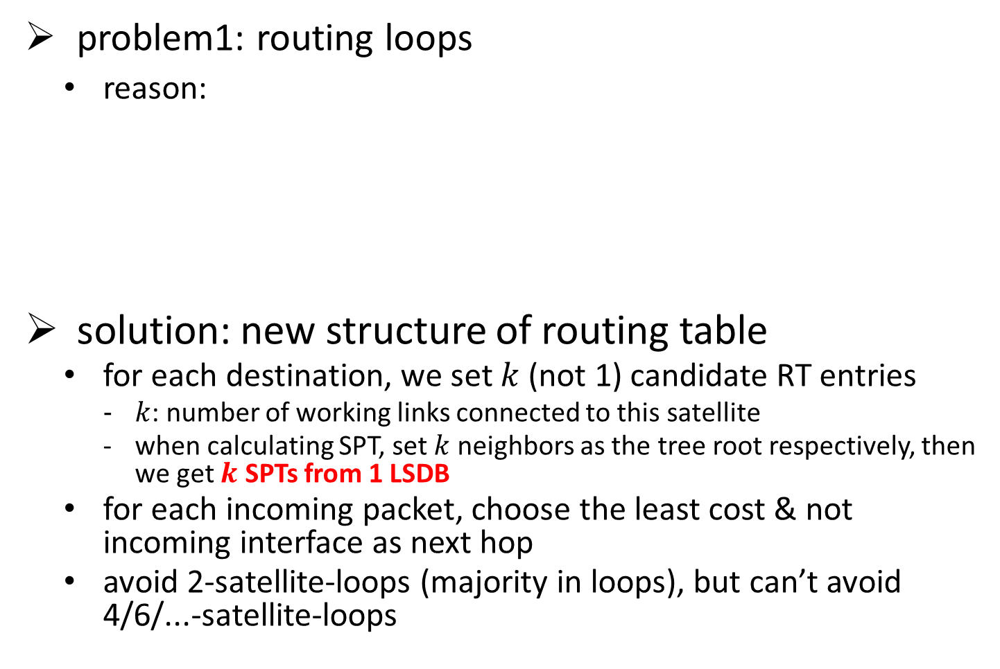 ➢ problem1: routing loops
• reason:
➢ solution: new structure of routing table
• for each destination, we set k (not 1) candidate RT entries
- k: number of working links connected to this satellite
- when calculating SPT, set k neighbors as the tree root respectively, then
we get k SPTs from 1 LSDB
• for each incoming packet, choose the least cost & not
incoming interface as next hop
• avoid 2-satellite-loops (majority in loops), but can’t avoid
4/6/...-satellite-loops